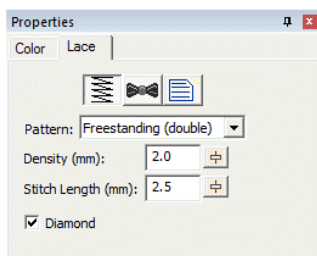 Properties
Color Lace
Pattern: Freestanding (double)
Density (mm): 2.0
Stitch Length (mm): 2.5
Diamond